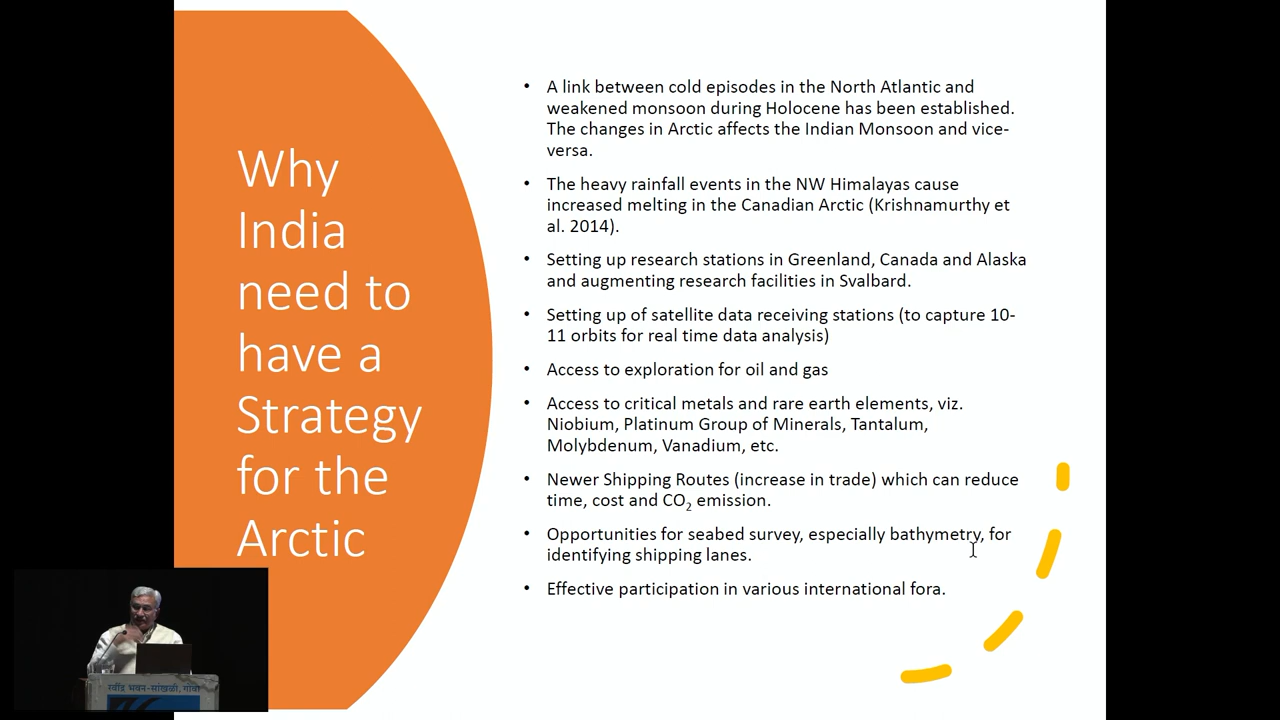 Why
India
need to
have a
Strategy
for the
Arctic
• A link between cold episodes in the North Atlantic and
weakened monsoon during Holocene has been established.
The changes in Arctic affects the Indian Monsoon and vice-
versa.
• The heavy rainfall events in the NW Himalayas cause
increased melting in the Canadian Arctic (Krishnamurthy et
al. 2014).
• Setting up research stations in Greenland, Canada and Alaska
and augmenting research facilities in Svalbard.
• Setting up of satellite data receiving stations (to capture 10-
11 orbits for real time data analysis)
• Access to exploration for oil and gas
• Access to critical metals and rare earth elements, viz.
Niobium, Platinum Group of Minerals, Tantalum,
Molybdenum, Vanadium, etc.
• Newer Shipping Routes (increase in trade) which can reduce
time, cost and CO₂ emission.
• Opportunities for seabed survey, especially bathymetry, for
identifying shipping lanes.
• Effective participation in various international fora.
रवींद्र भवन-सांखळी, गोवा